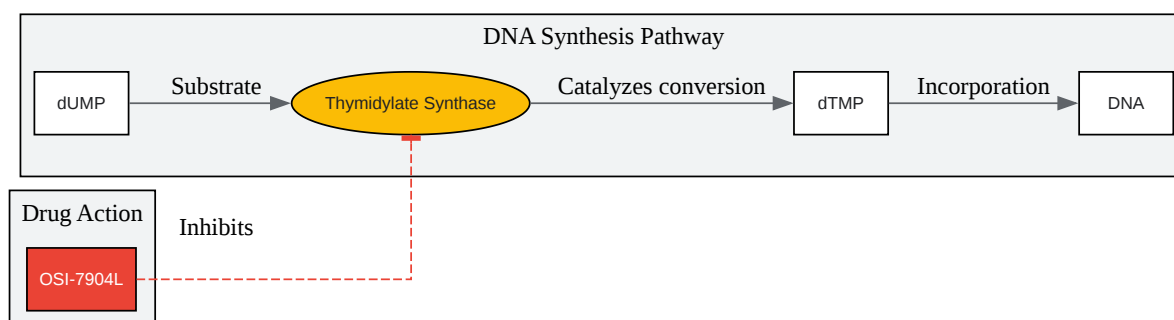 DNA Synthesis Pathway
dUMP
Substrate
Thymidylate Synthase
Catalyzes conversion
dTMP
Incorporation
DNA
Drug Action
Inhibits
OSI-7904L